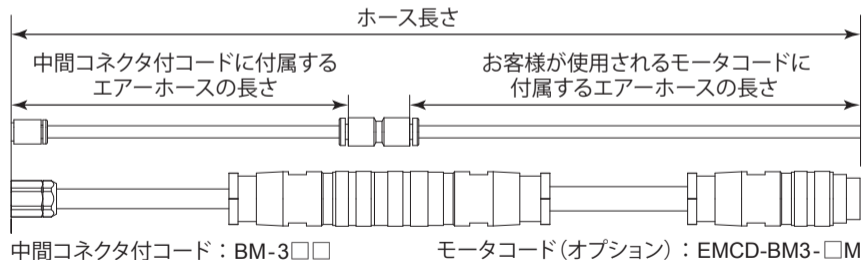 ホース長さ
中間コネクタ付コードに付属する
エアーホースの長さ
お客様が使用されるモータコードに
付属するエアーホースの長さ
中間コネクタ付コード：BM-3□□
モータコード（オプション）：EMCD-BM3-□M